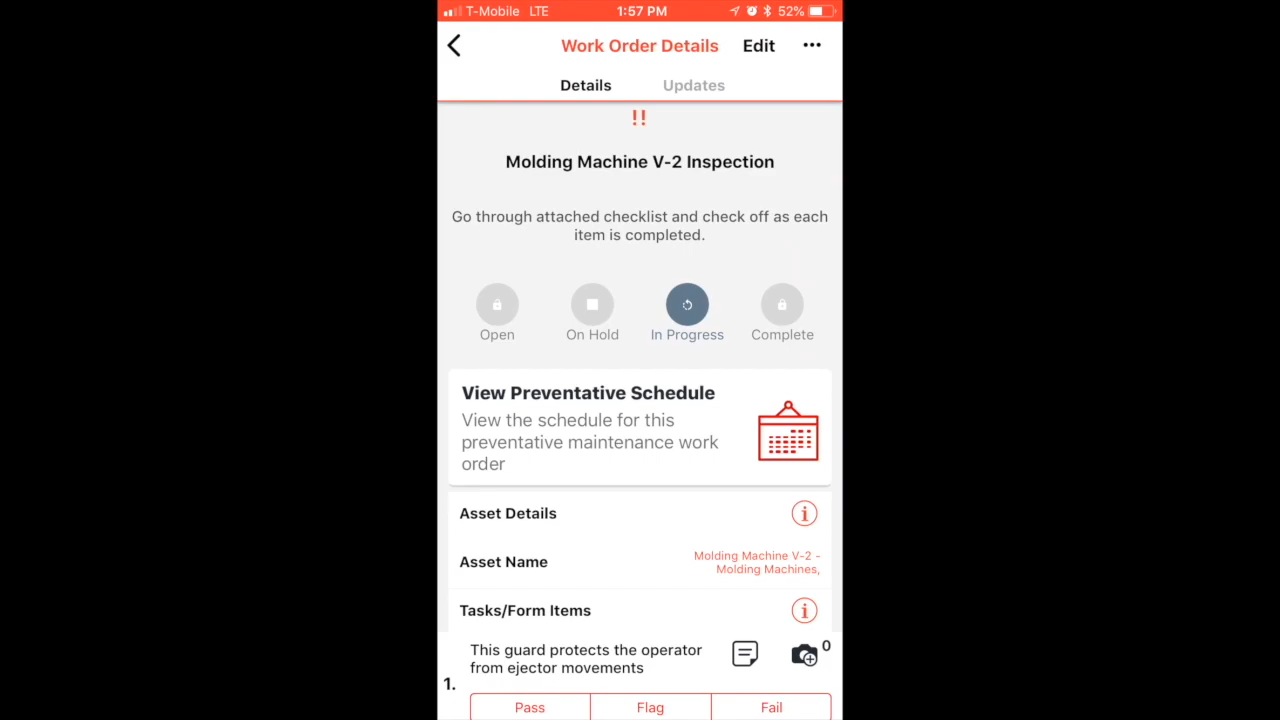 T-Mobile LTE 1:57 PM 52%
Work Order Details Edit
Details Updates
!!
Molding Machine V-2 Inspection
Go through attached checklist and check off as each
item is completed.
Open On Hold In Progress Complete
View Preventative Schedule
View the schedule for this
preventative maintenance work
order
Asset Details
Asset Name
Molding Machine V-2 -
Molding Machines,
Tasks/Form Items
This guard protects the operator
from ejector movements
0
1.
Pass Flag Fail